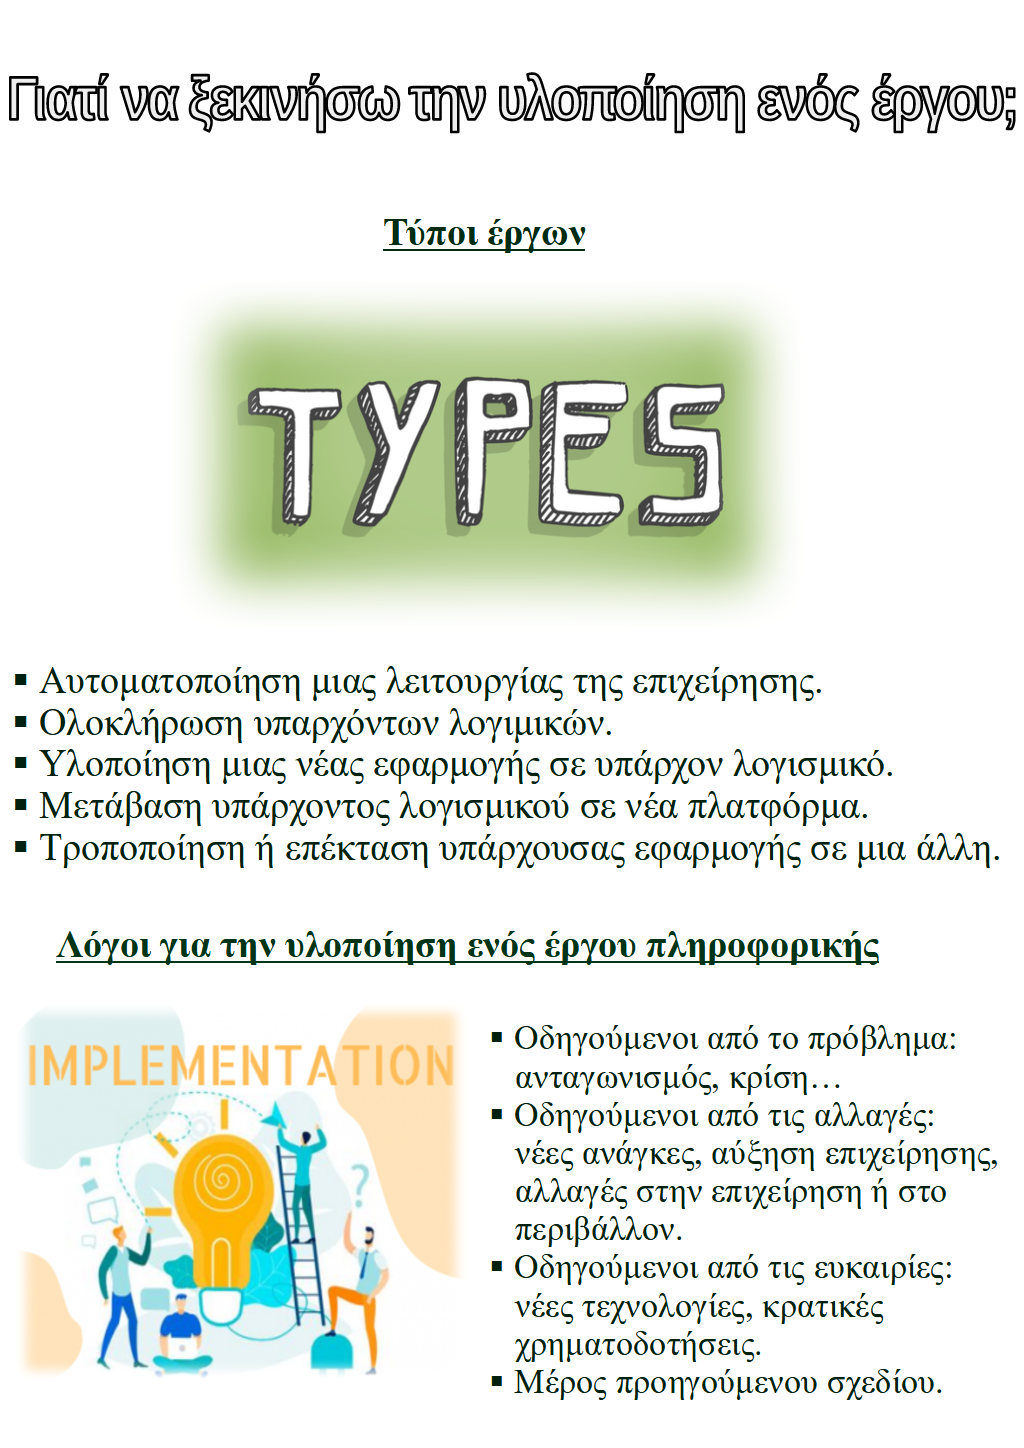 Γιατί να ξεκινήσω την υλοποίηση ενός έργου;
Τύποι έργων
TYPES
▪ Αυτοματοποίηση μιας λειτουργίας της επιχείρησης.
▪ Ολοκλήρωση υπαρχόντων λογιμικών.
▪ Υλοποίηση μιας νέας εφαρμογής σε υπάρχον λογισμικό.
▪ Μετάβαση υπάρχοντος λογισμικού σε νέα πλατφόρμα.
▪ Τροποποίηση ή επέκταση υπάρχουσας εφαρμογής σε μια άλλη.
Λόγοι για την υλοποίηση ενός έργου πληροφορικής
IMPLEMENTATION
▪ Οδηγούμενοι από το πρόβλημα:
ανταγωνισμός, κρίση…
▪ Οδηγούμενοι από τις αλλαγές:
νέες ανάγκες, αύξηση επιχείρησης,
αλλαγές στην επιχείρηση ή στο
περιβάλλον.
▪ Οδηγούμενοι από τις ευκαιρίες:
νέες τεχνολογίες, κρατικές
χρηματοδοτήσεις.
▪ Μέρος προηγούμενου σχεδίου.